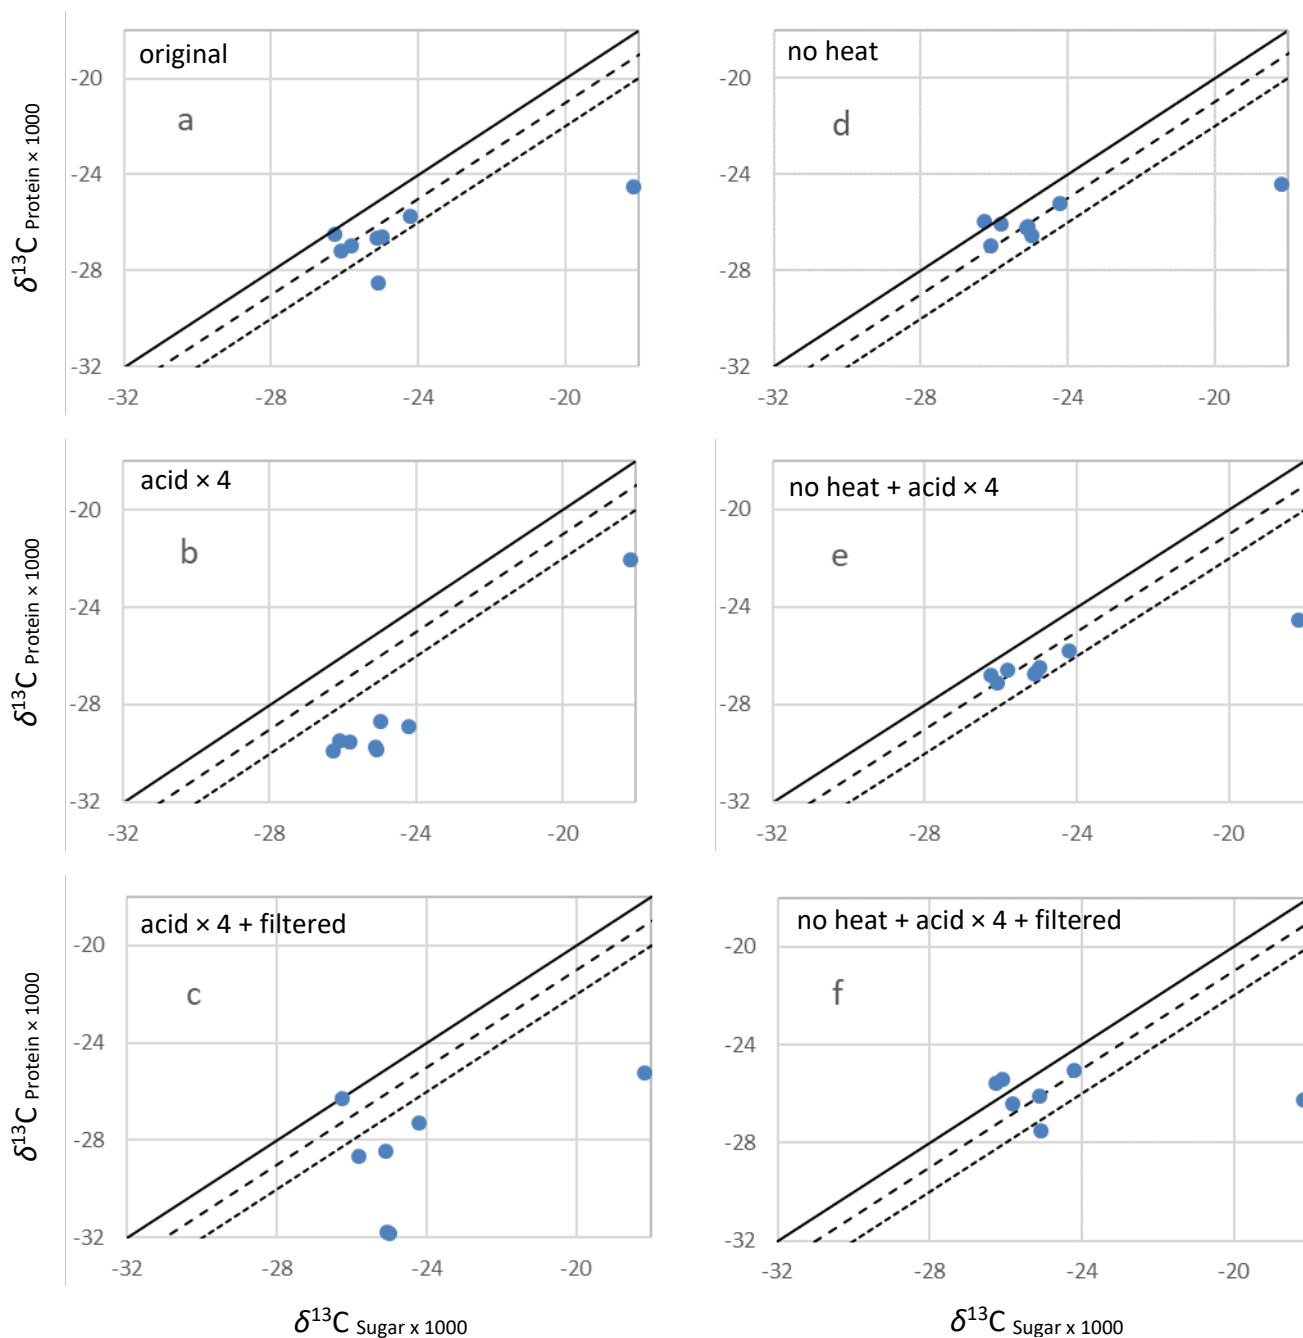 original
a
-20
-24
-28
-32
-32
-28
-24
-20
δ¹³C Protein × 1000
no heat
d
-20
-24
-28
-32
-32
-28
-24
-20
acid × 4
b
-20
-24
-28
-32
-32
-28
-24
-20
δ¹³C Protein × 1000
no heat + acid × 4
e
-20
-24
-28
-32
-32
-28
-24
-20
acid × 4 + filtered
c
-20
-24
-28
-32
-32
-28
-24
-20
δ¹³C Protein × 1000
δ¹³C Sugar x 1000
no heat + acid × 4 + filtered
f
-20
-24
-28
-32
-32
-28
-24
-20
δ¹³C Sugar x 1000